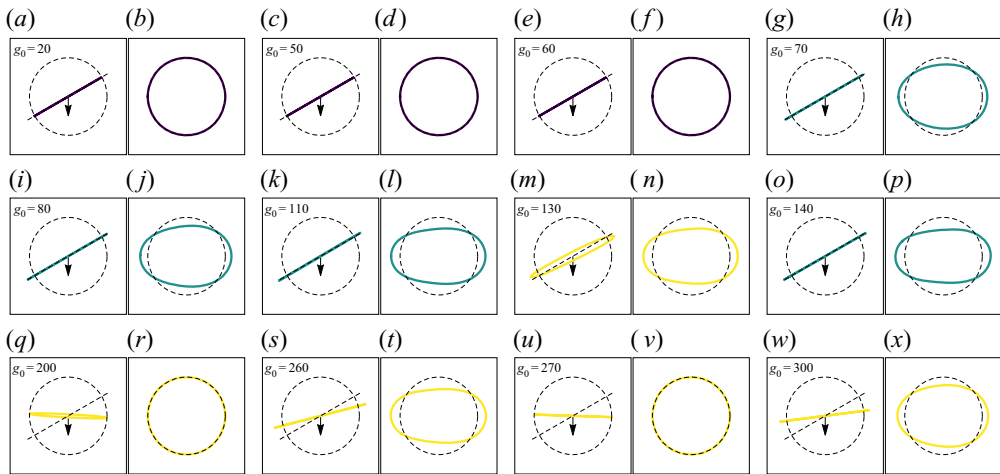 (a) (b) (c) (d) (e) (f) (g) (h)
g₀ = 20 g₀ = 50 g₀ = 60 g₀ = 70
(i) (j) (k) (l) (m) (n) (o) (p)
g₀ = 80 g₀ = 110 g₀ = 130 g₀ = 140
(q) (r) (s) (t) (u) (v) (w) (x)
g₀ = 200 g₀ = 260 g₀ = 270 g₀ = 300